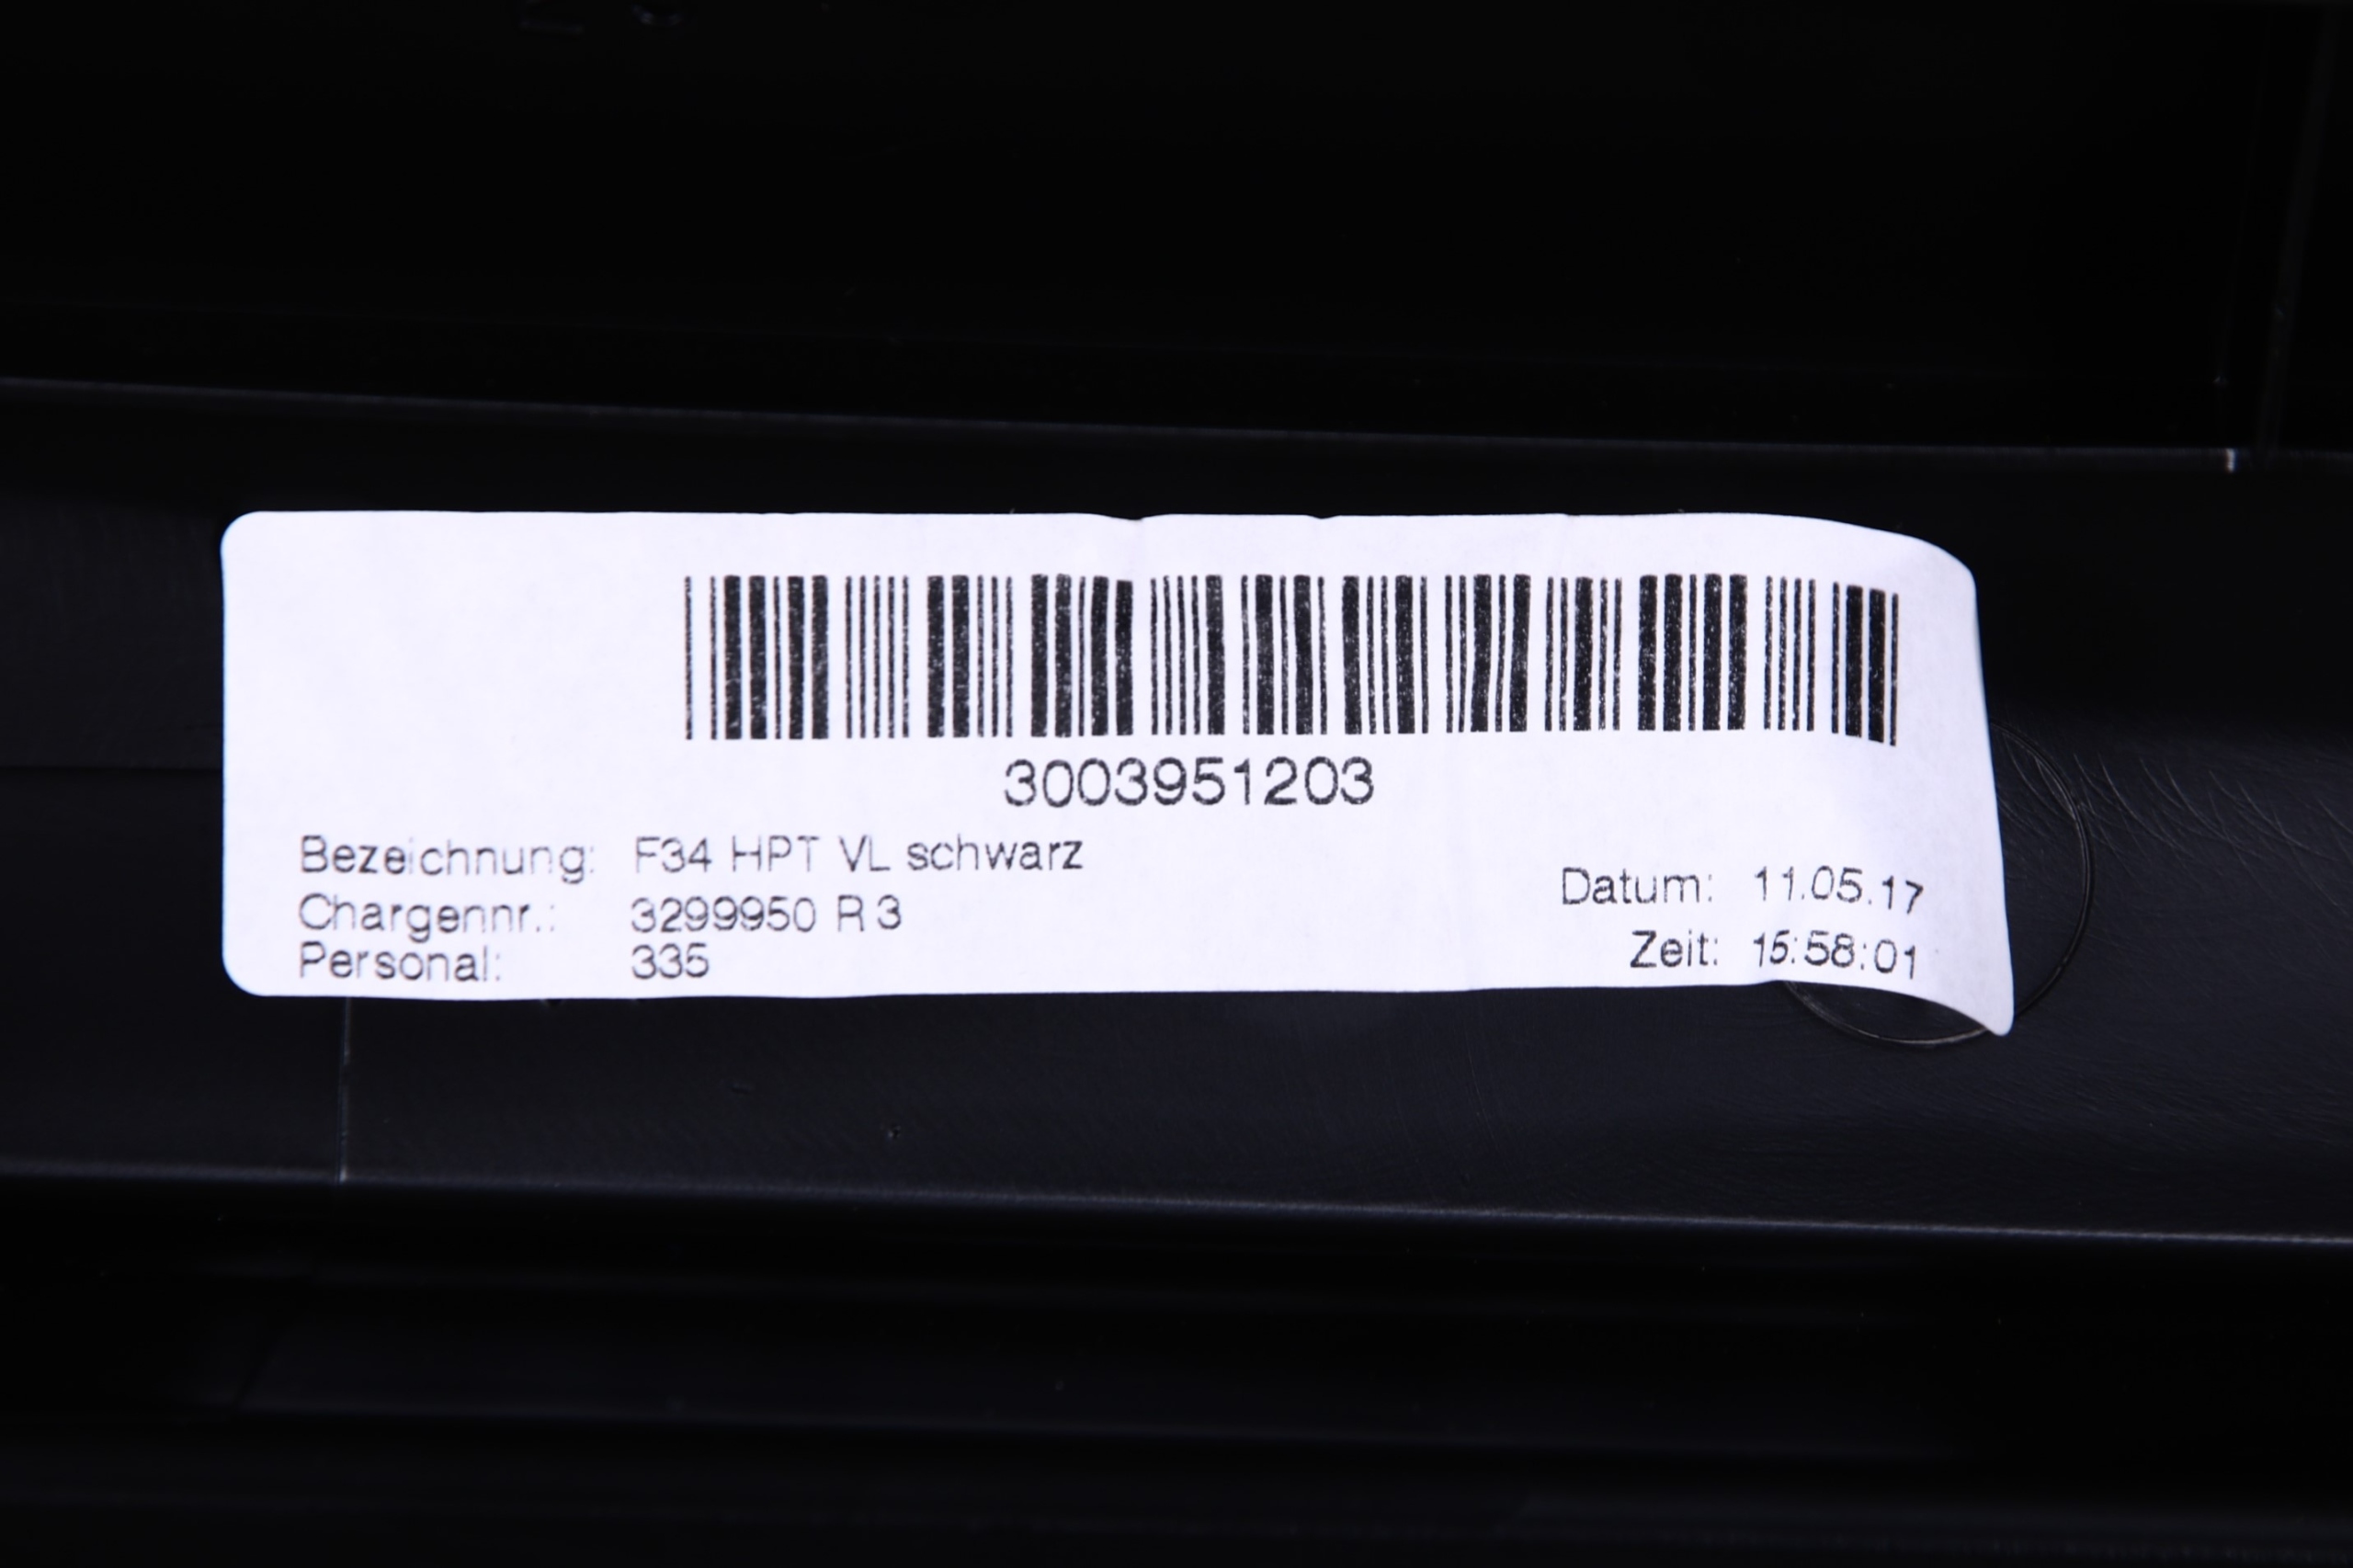 3003951203
Bezeichnung: F34 HPT VL schwarz
Chargennr.: 3299950 R 3
Personal: 335
Datum: 11.05.17
Zeit: 15:58:01